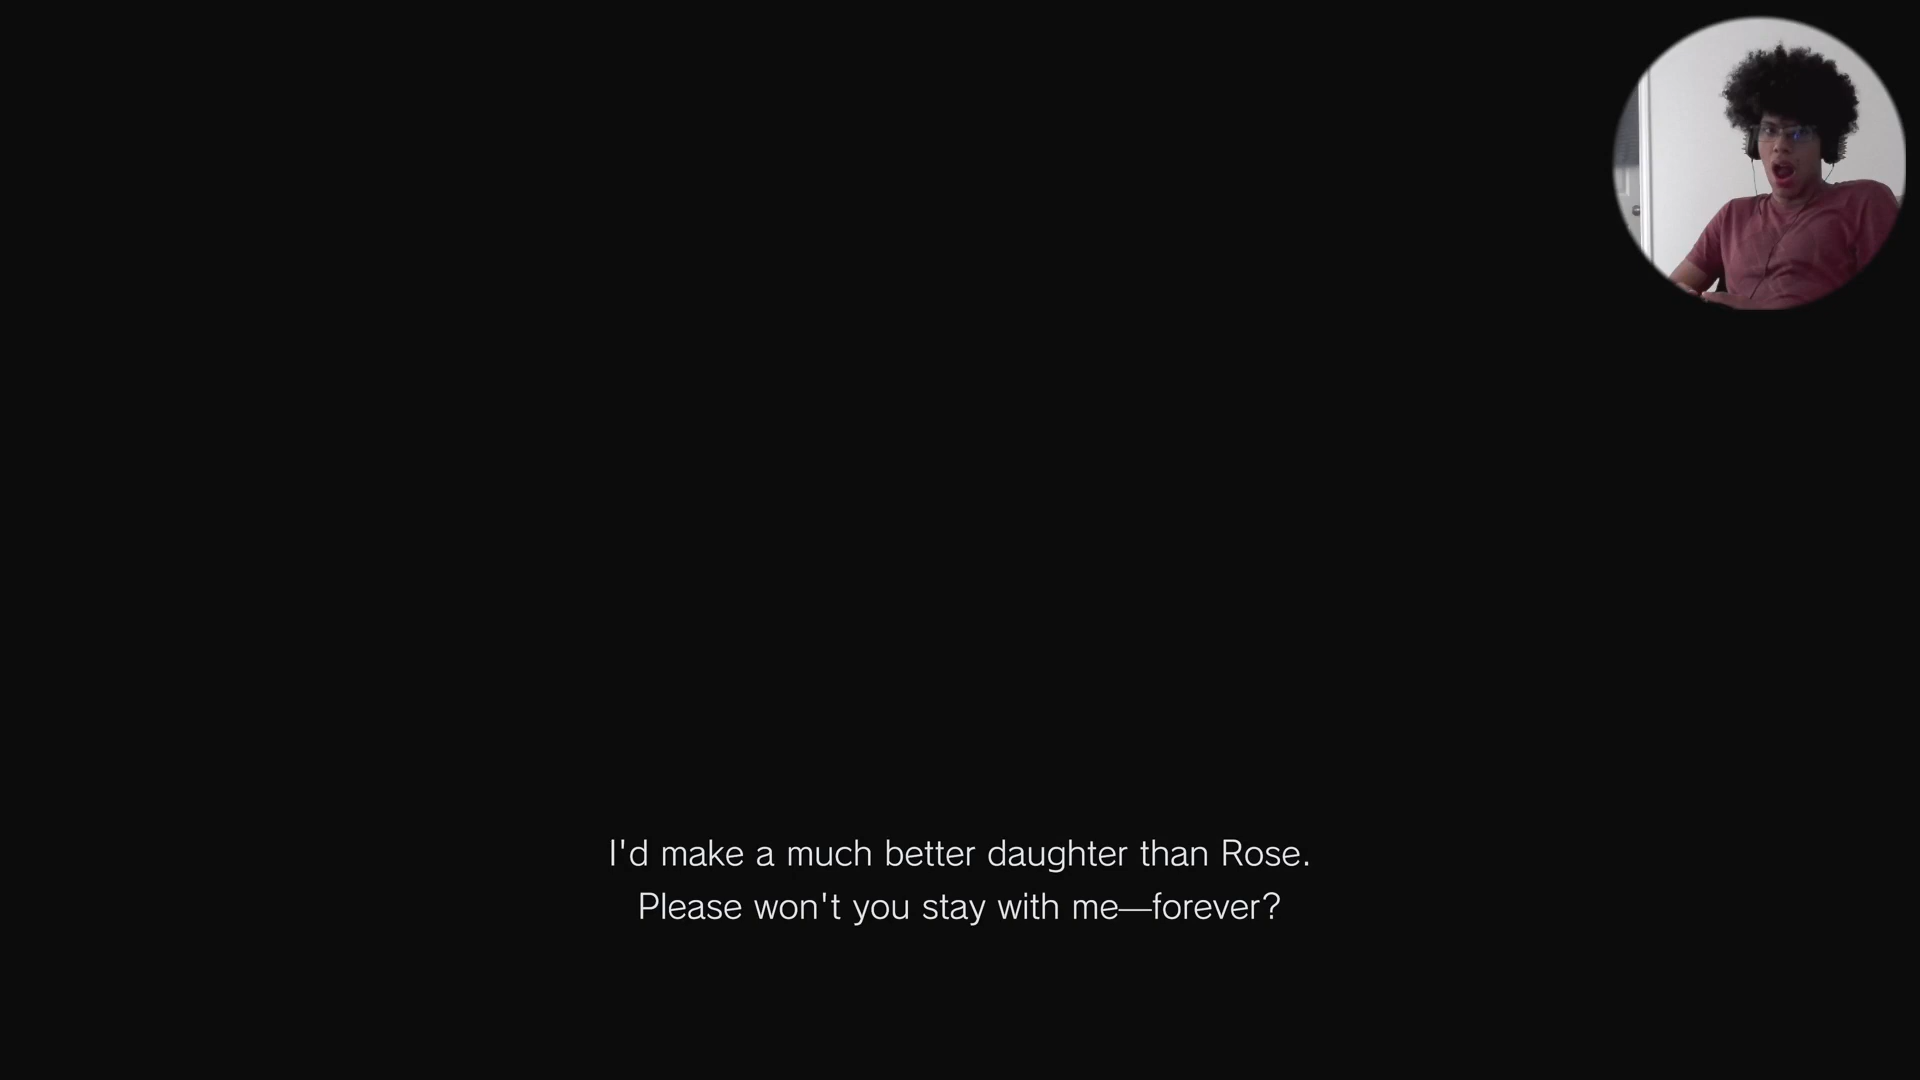 I'd make a much better daughter than Rose.
Please won't you stay with me—forever?